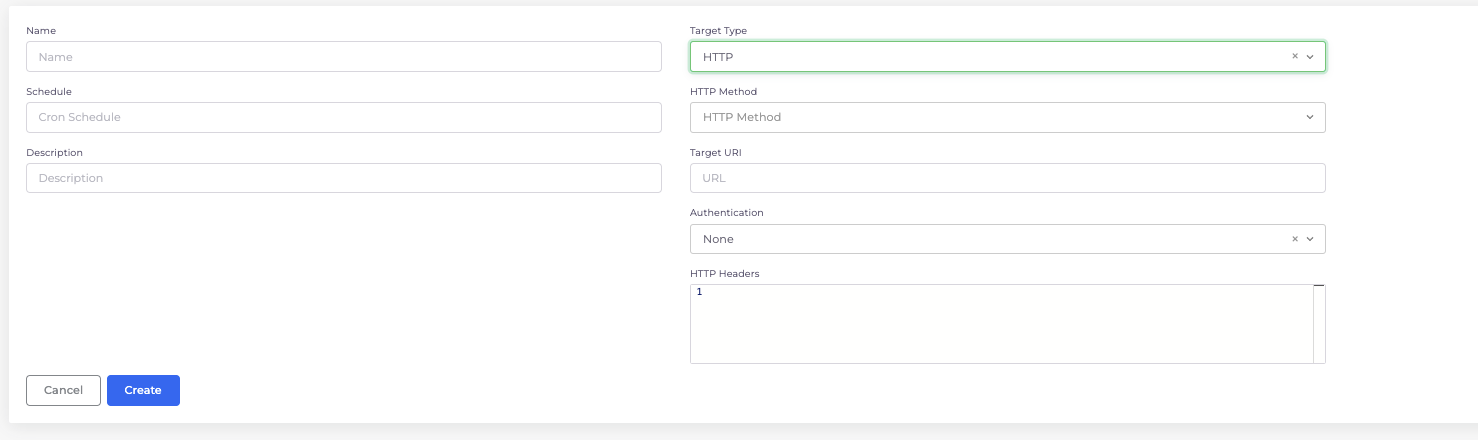 Name
Name
Schedule
Cron Schedule
Description
Description
Target Type
HTTP
HTTP Method
HTTP Method
Target URI
URL
Authentication
None
HTTP Headers
1
Cancel
Create